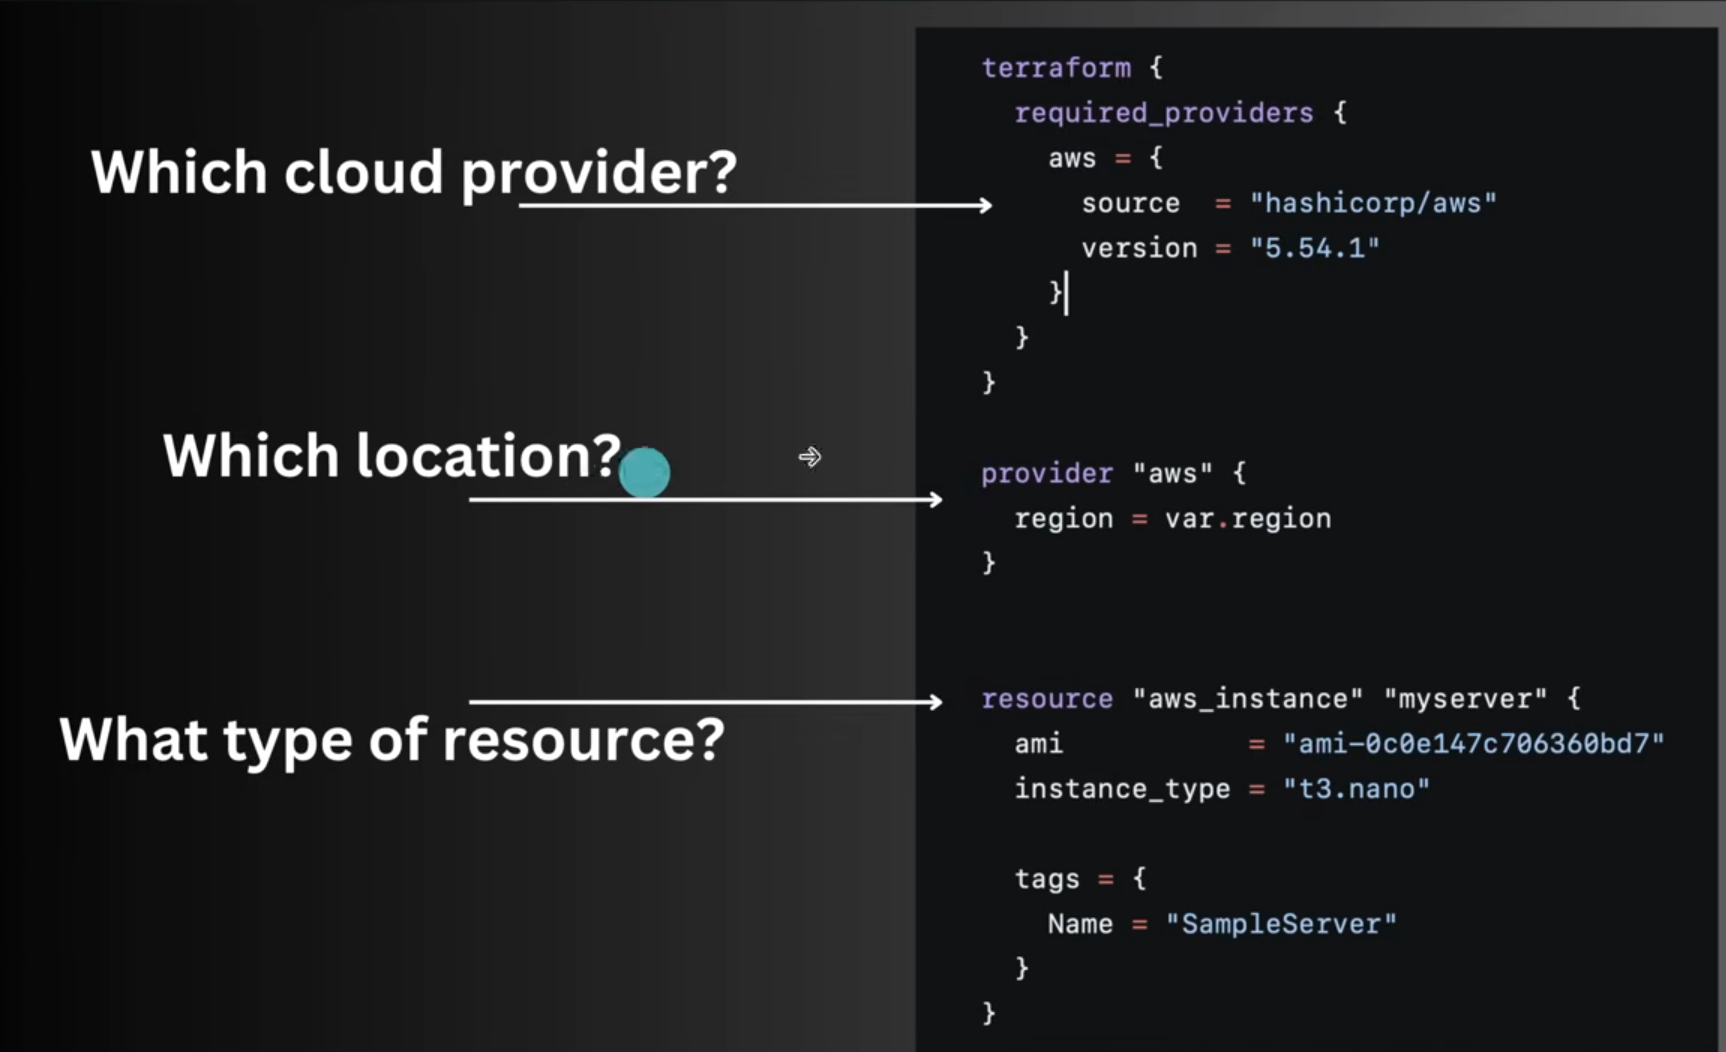 Which cloud provider?
Which location?
What type of resource?
terraform {
  required_providers {
    aws = {
      source  = "hashicorp/aws"
      version = "5.54.1"
    }
  }
}
provider "aws" {
  region = var.region
}
resource "aws_instance" "myserver" {
  ami           = "ami-0c0e147c706360bd7"
  instance_type = "t3.nano"
  tags = {
    Name = "SampleServer"
  }
}